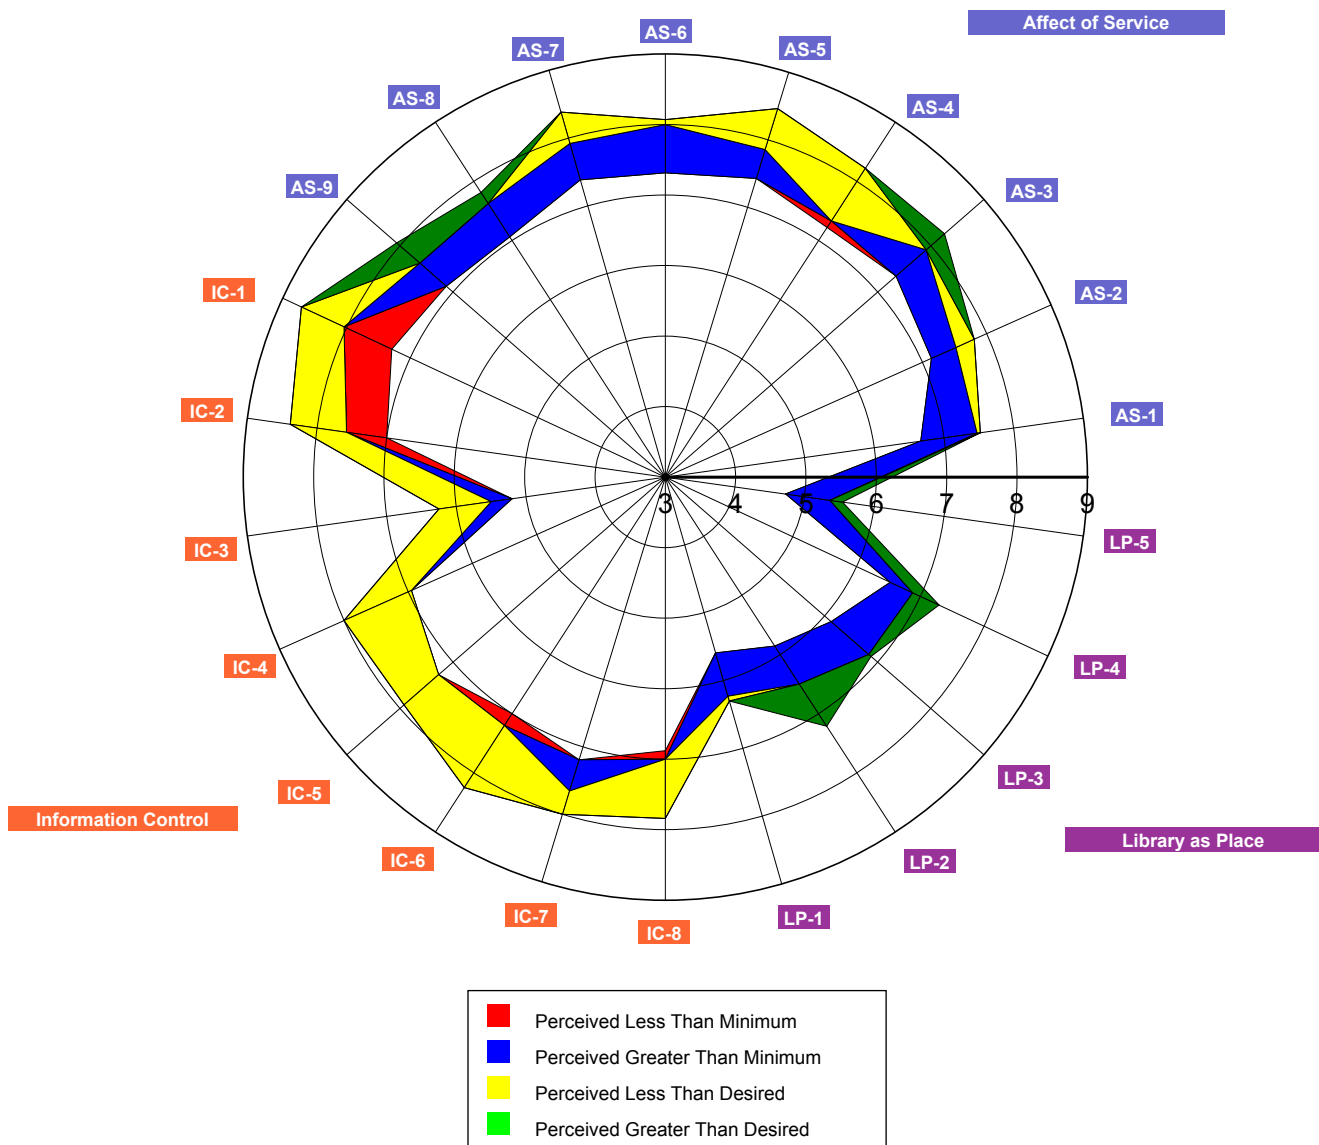 Affect of Service
AS-6
AS-7
AS-5
AS-8
AS-4
AS-9
AS-3
IC-1
AS-2
IC-2
AS-1
3 4 5 6 7 8 9
IC-3
LP-5
IC-4
LP-4
IC-5
LP-3
Information Control
Library as Place
IC-6
LP-2
IC-7
LP-1
IC-8
Perceived Less Than Minimum
Perceived Greater Than Minimum
Perceived Less Than Desired
Perceived Greater Than Desired